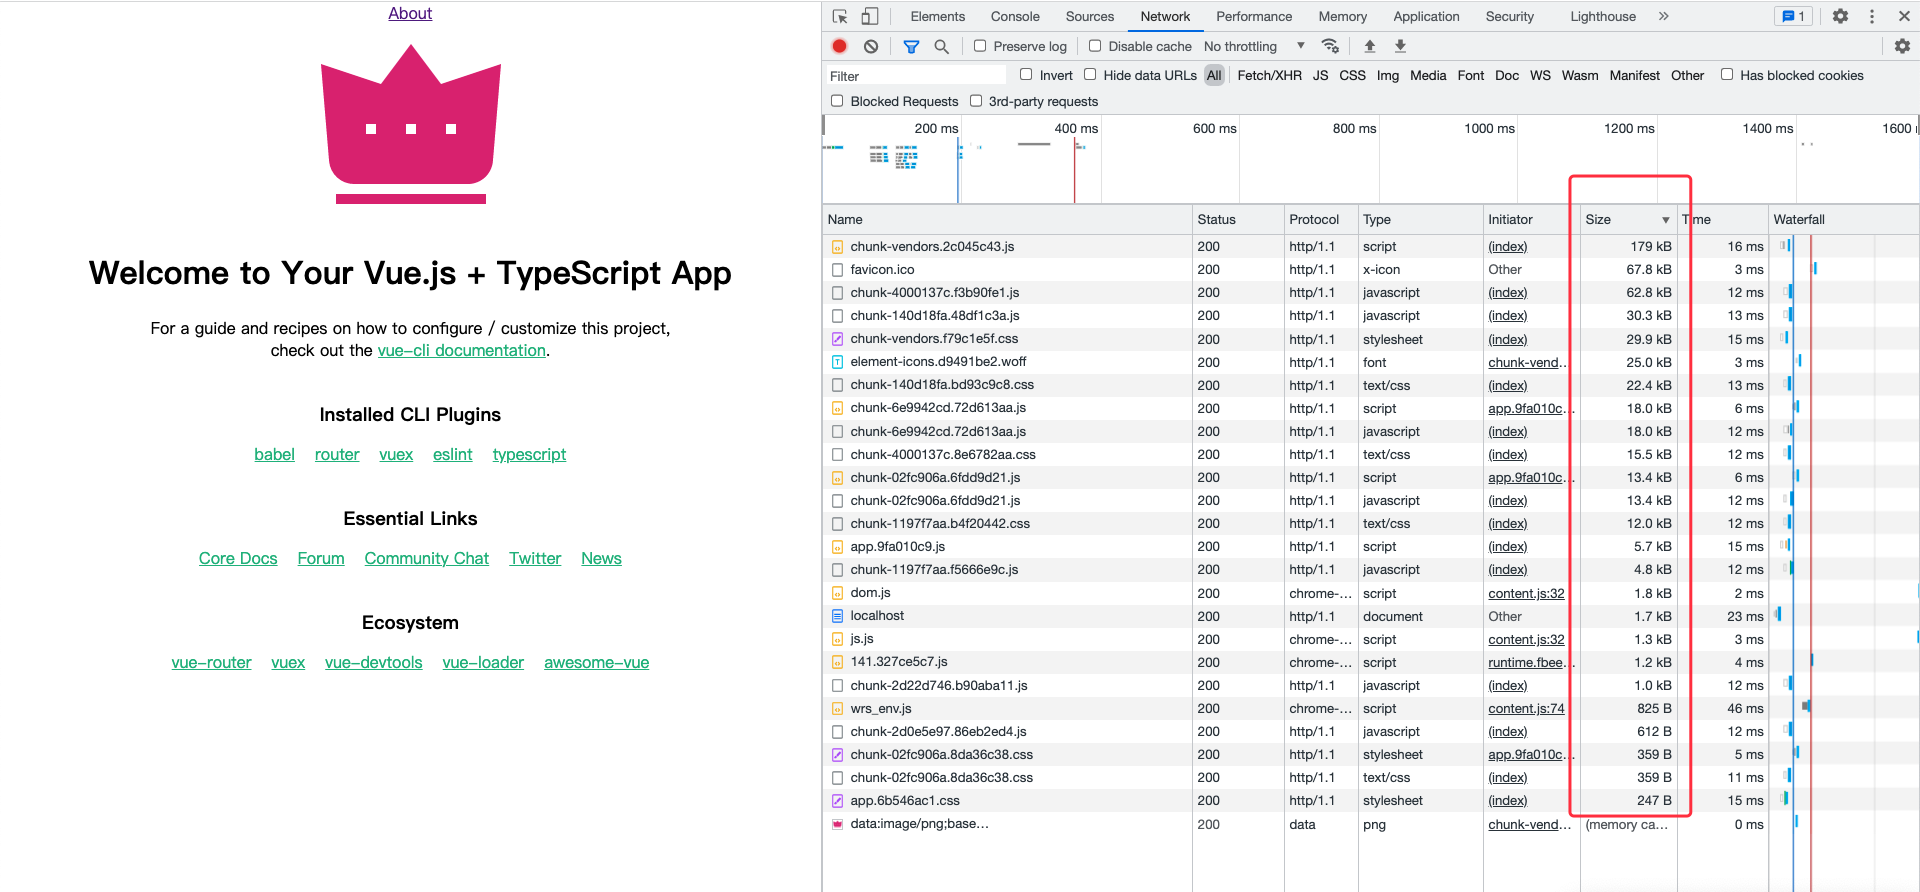 About
Welcome to Your Vue.js + TypeScript App
For a guide and recipes on how to configure / customize this project,
check out the vue-cli documentation.
Installed CLI Plugins
babel router vuex eslint typescript
Essential Links
Core Docs Forum Community Chat Twitter News
Ecosystem
vue-router vuex vue-devtools vue-loader awesome-vue
Elements Console Sources Network Performance Memory Application Security Lighthouse » 1
Preserve log Disable cache No throttling
Filter Invert Hide data URLs All Fetch/XHR JS CSS Img Media Font Doc WS Wasm Manifest Other Has blocked cookies
Blocked Requests 3rd-party requests
200 ms 400 ms 600 ms 800 ms 1000 ms 1200 ms 1400 ms 1600
Name Status Protocol Type Initiator Size Time Waterfall
chunk-vendors.2c045c43.js 200 http/1.1 script (index) 179 kB 16 ms
favicon.ico 200 http/1.1 x-icon Other 67.8 kB 3 ms
chunk-4000137c.f3b90fe1.js 200 http/1.1 javascript (index) 62.8 kB 12 ms
chunk-140d18fa.48df1c3a.js 200 http/1.1 javascript (index) 30.3 kB 13 ms
chunk-vendors.f79c1e5f.css 200 http/1.1 stylesheet (index) 29.9 kB 15 ms
element-icons.d9491be2.woff 200 http/1.1 font chunk-vend... 25.0 kB 3 ms
chunk-140d18fa.bd93c9c8.css 200 http/1.1 text/css (index) 22.4 kB 13 ms
chunk-6e9942cd.72d613aa.js 200 http/1.1 script app.9fa010c... 18.0 kB 6 ms
chunk-6e9942cd.72d613aa.js 200 http/1.1 javascript (index) 18.0 kB 12 ms
chunk-4000137c.8e6782aa.css 200 http/1.1 text/css (index) 15.5 kB 12 ms
chunk-02fc906a.6fdd9d21.js 200 http/1.1 script app.9fa010c... 13.4 kB 6 ms
chunk-02fc906a.6fdd9d21.js 200 http/1.1 javascript (index) 13.4 kB 12 ms
chunk-1197f7aa.b4f20442.css 200 http/1.1 text/css (index) 12.0 kB 12 ms
app.9fa010c9.js 200 http/1.1 script (index) 5.7 kB 15 ms
chunk-1197f7aa.f5666e9c.js 200 http/1.1 javascript (index) 4.8 kB 12 ms
dom.js 200 chrome-... script content.js:32 1.8 kB 2 ms
localhost 200 http/1.1 document Other 1.7 kB 23 ms
js.js 200 chrome-... script content.js:32 1.3 kB 3 ms
141.327ce5c7.js 200 chrome-... script runtime.fbee... 1.2 kB 4 ms
chunk-2d22d746.b90aba11.js 200 http/1.1 javascript (index) 1.0 kB 12 ms
wrs_env.js 200 chrome-... script content.js:74 825 B 46 ms
chunk-2d0e5e97.86eb2ed4.js 200 http/1.1 javascript (index) 612 B 12 ms
chunk-02fc906a.8da36c38.css 200 http/1.1 stylesheet app.9fa010c... 359 B 5 ms
chunk-02fc906a.8da36c38.css 200 http/1.1 text/css (index) 359 B 11 ms
app.6b546ac1.css 200 http/1.1 stylesheet (index) 247 B 15 ms
data:image/png;base... 200 data png chunk-vend... (memory ca... 0 ms